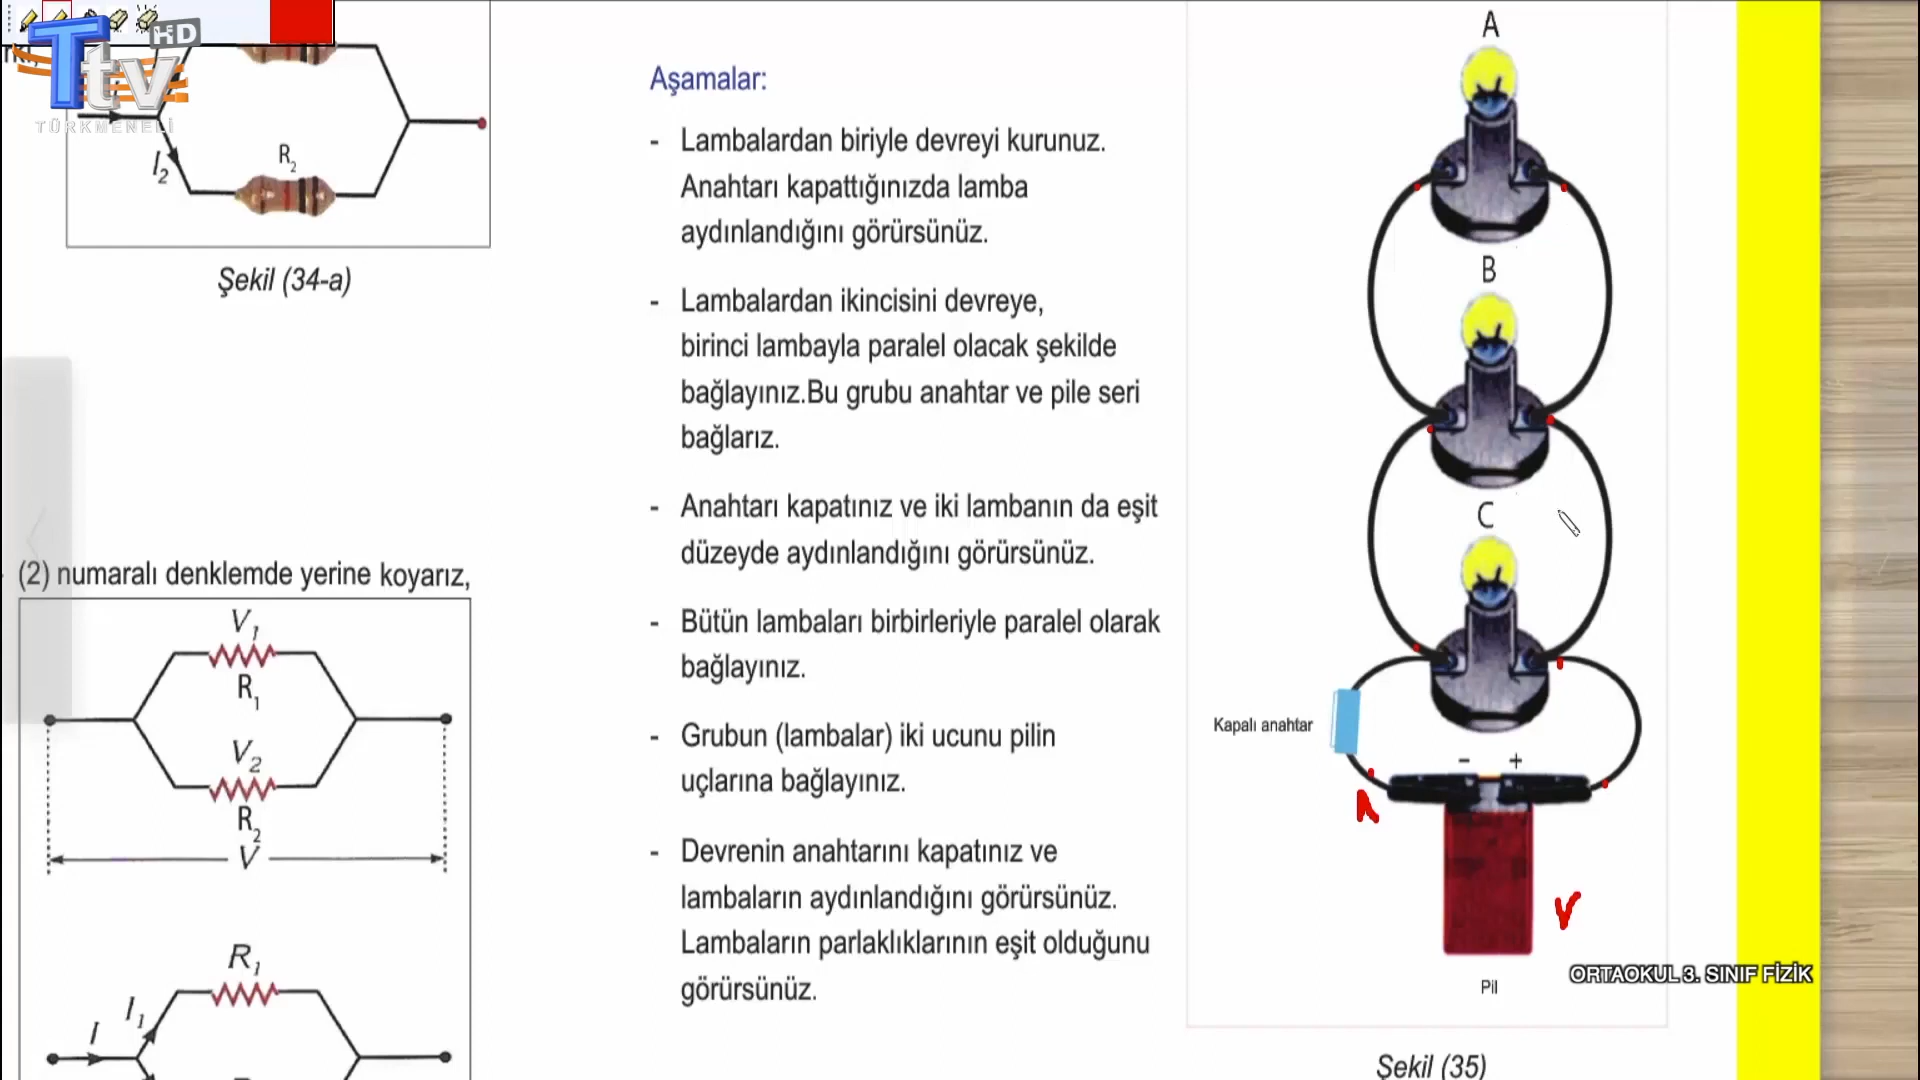 HD
Ttv
TÜRKMENELİ
I2
R2
Şekil (34-a)
(2) numaralı denklemde yerine koyarız,
V1
R1
V2
R2
V
R1
I1
I
Aşamalar:
- Lambalardan biriyle devreyi kurunuz.
Anahtarı kapattığınızda lamba
aydınlandığını görürsünüz.
- Lambalardan ikincisini devreye,
birinci lambayla paralel olacak şekilde
bağlayınız.Bu grubu anahtar ve pile seri
bağlarız.
- Anahtarı kapatınız ve iki lambanın da eşit
düzeyde aydınlandığını görürsünüz.
- Bütün lambaları birbirleriyle paralel olarak
bağlayınız.
- Grubun (lambalar) iki ucunu pilin
uçlarına bağlayınız.
- Devrenin anahtarını kapatınız ve
lambaların aydınlandığını görürsünüz.
Lambaların parlaklıklarının eşit olduğunu
görürsünüz.
A
B
C
Kapalı anahtar
- +
V
Pil
ORTAOKUL 3. SINIF FİZİK
Şekil (35)